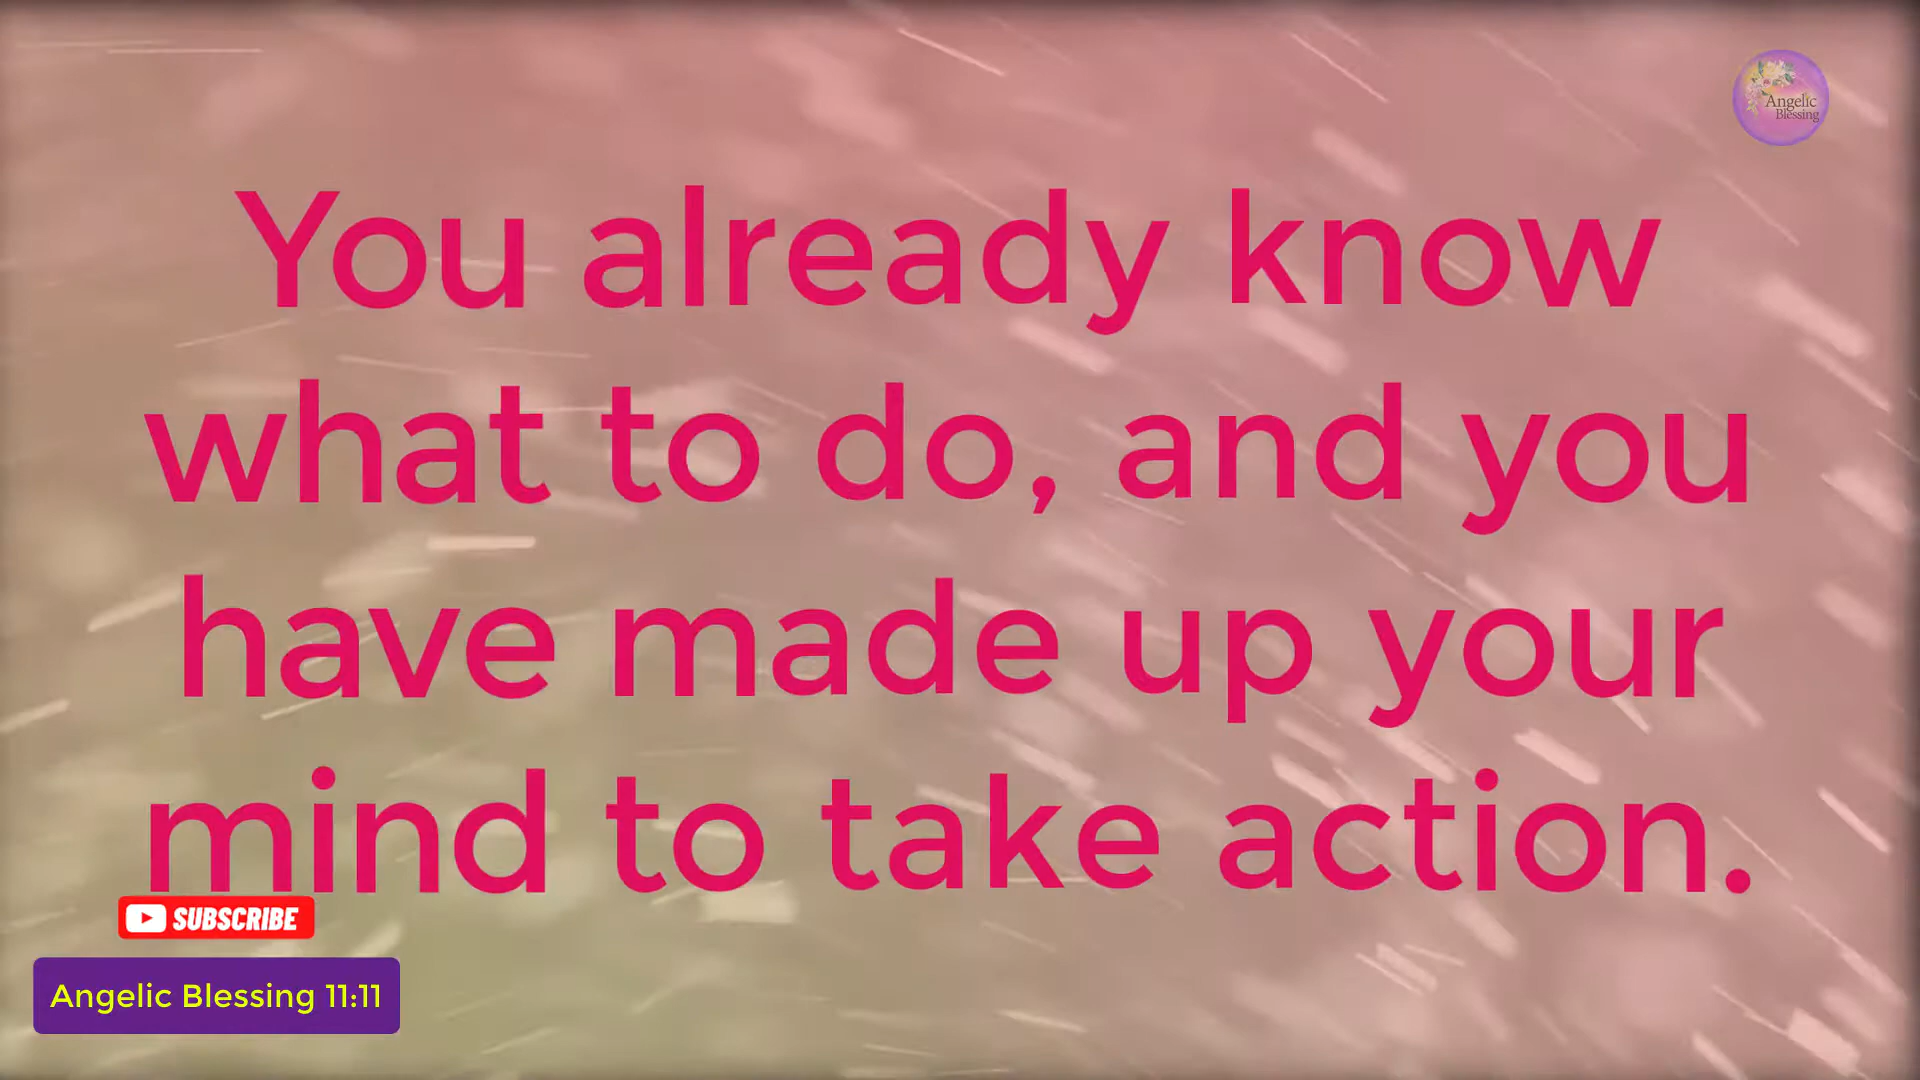 Angelic
Blessing
You already know
what to do, and you
have made up your
mind to take action.
SUBSCRIBE
Angelic Blessing 11:11